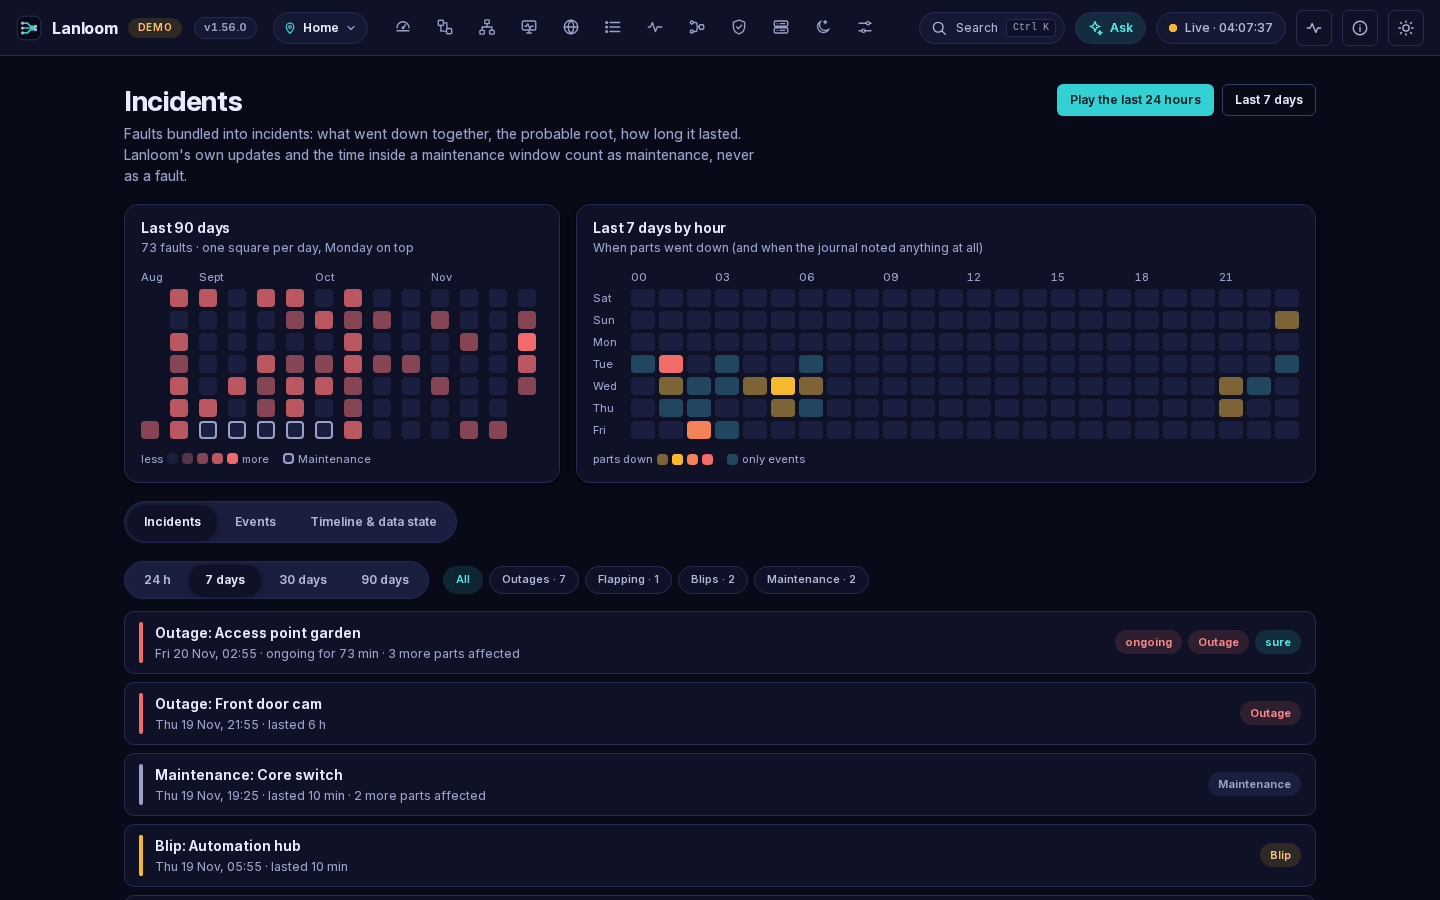 Lanloom DEMO v1.56.0 Home Search Ctrl K Ask Live · 04:07:37
Incidents
Play the last 24 hours Last 7 days
Faults bundled into incidents: what went down together, the probable root, how long it lasted.
Lanloom's own updates and the time inside a maintenance window count as maintenance, never
as a fault.
Last 90 days
73 faults · one square per day, Monday on top
Aug Sept Oct Nov
less more Maintenance
Last 7 days by hour
When parts went down (and when the journal noted anything at all)
00 03 06 09 12 15 18 21
Sat
Sun
Mon
Tue
Wed
Thu
Fri
parts down only events
Incidents Events Timeline & data state
24 h 7 days 30 days 90 days All Outages · 7 Flapping · 1 Blips · 2 Maintenance · 2
Outage: Access point garden
Fri 20 Nov, 02:55 · ongoing for 73 min · 3 more parts affected
ongoing Outage sure
Outage: Front door cam
Thu 19 Nov, 21:55 · lasted 6 h
Outage
Maintenance: Core switch
Thu 19 Nov, 19:25 · lasted 10 min · 2 more parts affected
Maintenance
Blip: Automation hub
Thu 19 Nov, 05:55 · lasted 10 min
Blip